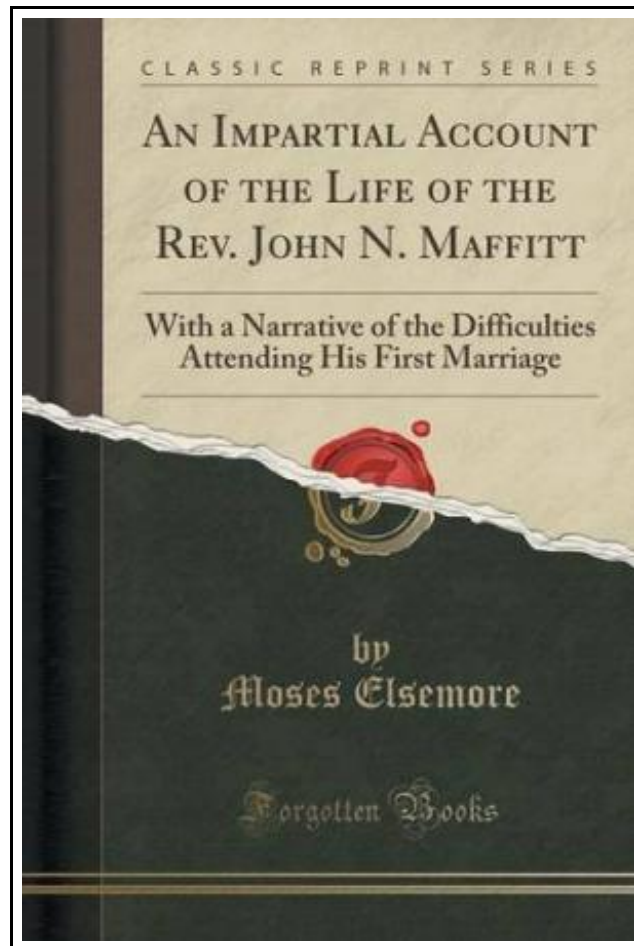 CLASSIC REPRINT SERIES
AN IMPARTIAL ACCOUNT
OF THE LIFE OF THE
REV. JOHN N. MAFFITT
With a Narrative of the Difficulties
Attending His First Marriage
F
by
Moses Elsemore
Forgotten Books